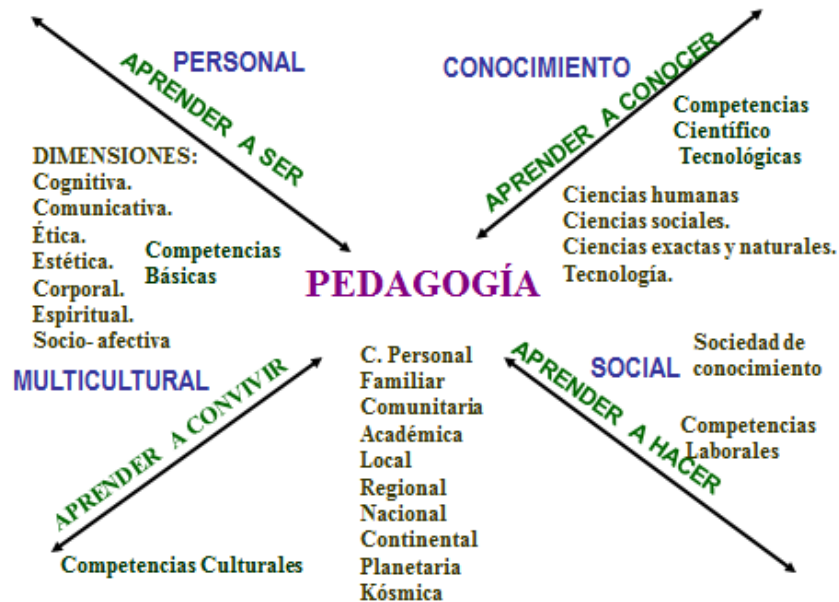 PERSONAL
APRENDER A SER
DIMENSIONES:
Cognitiva.
Comunicativa.
Ética.
Estética.
Corporal.
Espiritual.
Socio- afectiva
Competencias
Básicas
CONOCIMIENTO
APRENDER A CONOCER
Competencias
Científico
Tecnológicas
Ciencias humanas
Ciencias sociales.
Ciencias exactas y naturales.
Tecnología.
PEDAGOGÍA
MULTICULTURAL
APRENDER A CONVIVIR
Competencias Culturales
C. Personal
Familiar
Comunitaria
Académica
Local
Regional
Nacional
Continental
Planetaria
Kósmica
SOCIAL
APRENDER A HACER
Sociedad de
conocimiento
Competencias
Laborales